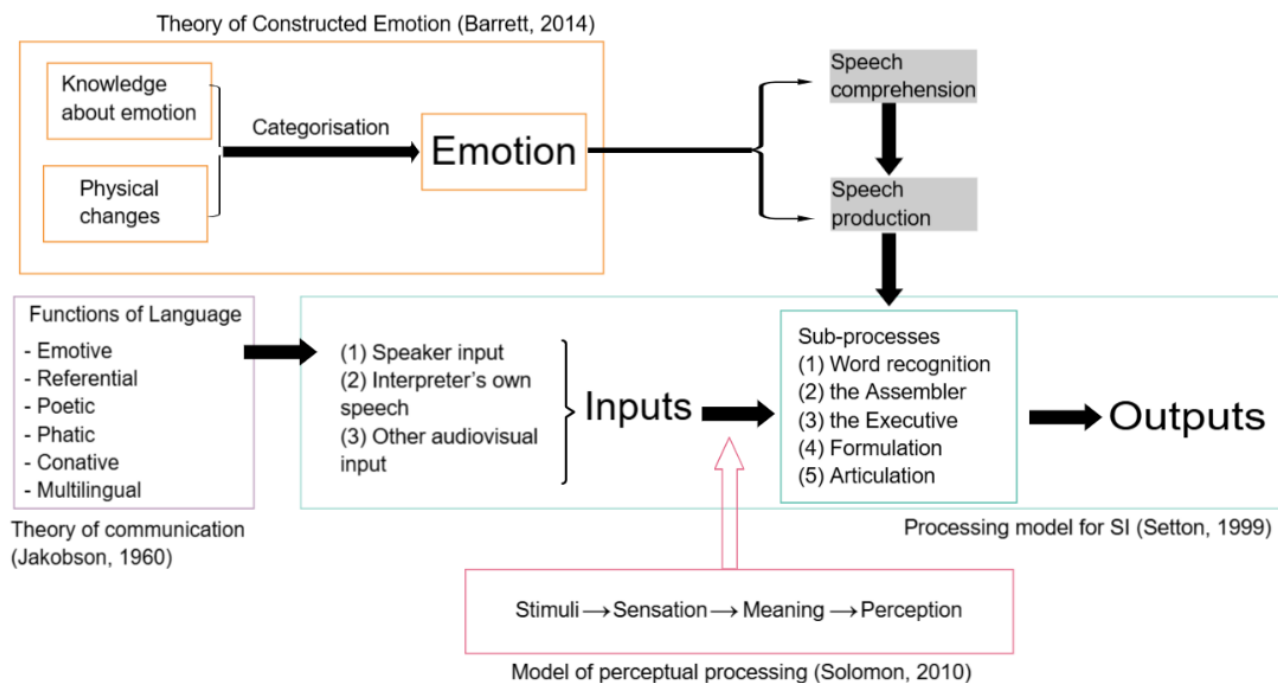 Theory of Constructed Emotion (Barrett, 2014)
Knowledge
about emotion
Physical
changes
Categorisation
Emotion
Speech
comprehension
Speech
production
Functions of Language
- Emotive
- Referential
- Poetic
- Phatic
- Conative
- Multilingual
Theory of communication
(Jakobson, 1960)
(1) Speaker input
(2) Interpreter's own
speech
(3) Other audiovisual
input
Inputs
Sub-processes
(1) Word recognition
(2) the Assembler
(3) the Executive
(4) Formulation
(5) Articulation
Outputs
Processing model for SI (Setton, 1999)
Stimuli → Sensation → Meaning → Perception
Model of perceptual processing (Solomon, 2010)